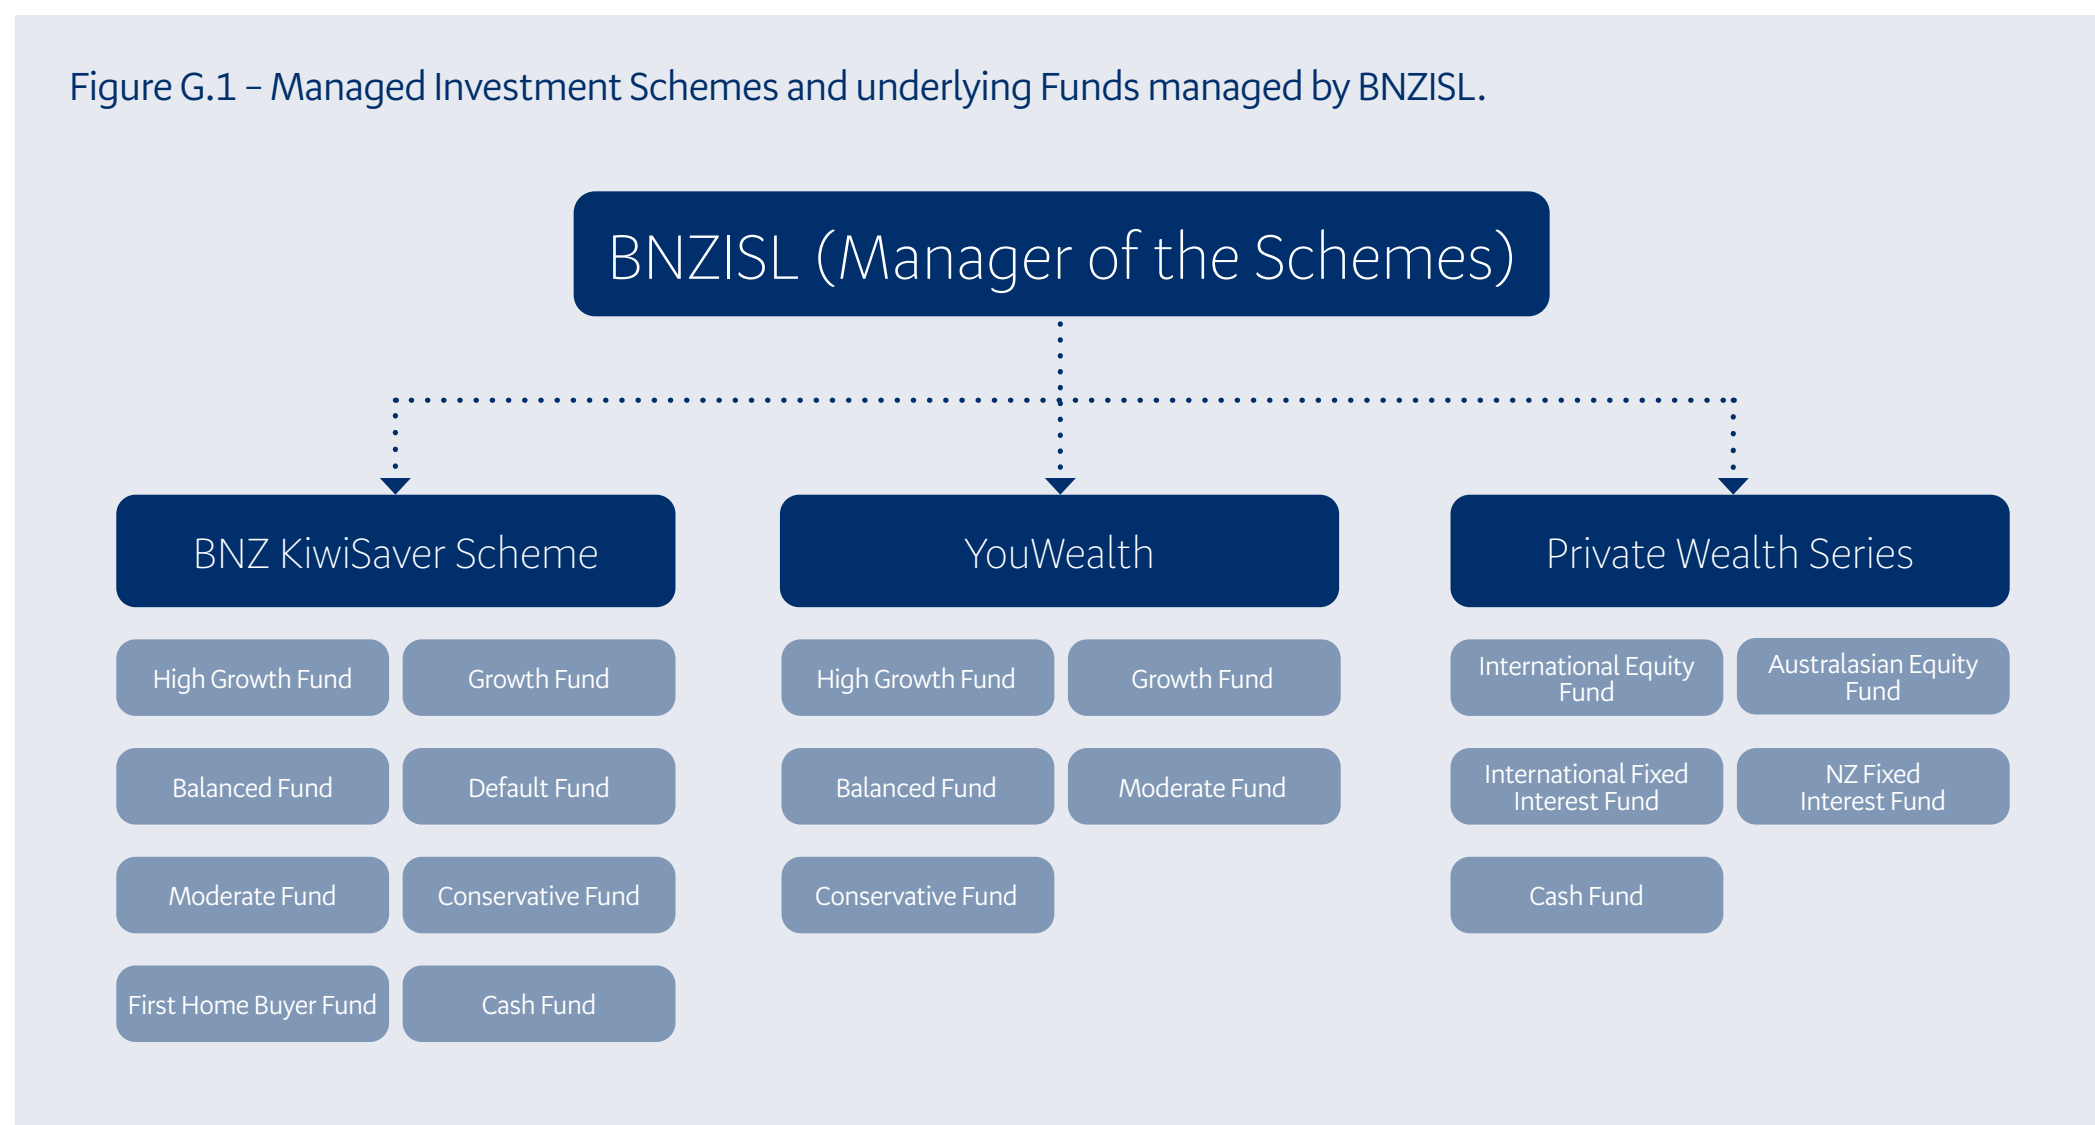 Figure G.1 – Managed Investment Schemes and underlying Funds managed by BNZISL.
BNZISL (Manager of the Schemes)
BNZ KiwiSaver Scheme
High Growth Fund
Growth Fund
Balanced Fund
Default Fund
Moderate Fund
Conservative Fund
First Home Buyer Fund
Cash Fund
YouWealth
High Growth Fund
Growth Fund
Balanced Fund
Moderate Fund
Conservative Fund
Private Wealth Series
International Equity
Fund
Australasian Equity
Fund
International Fixed
Interest Fund
NZ Fixed
Interest Fund
Cash Fund